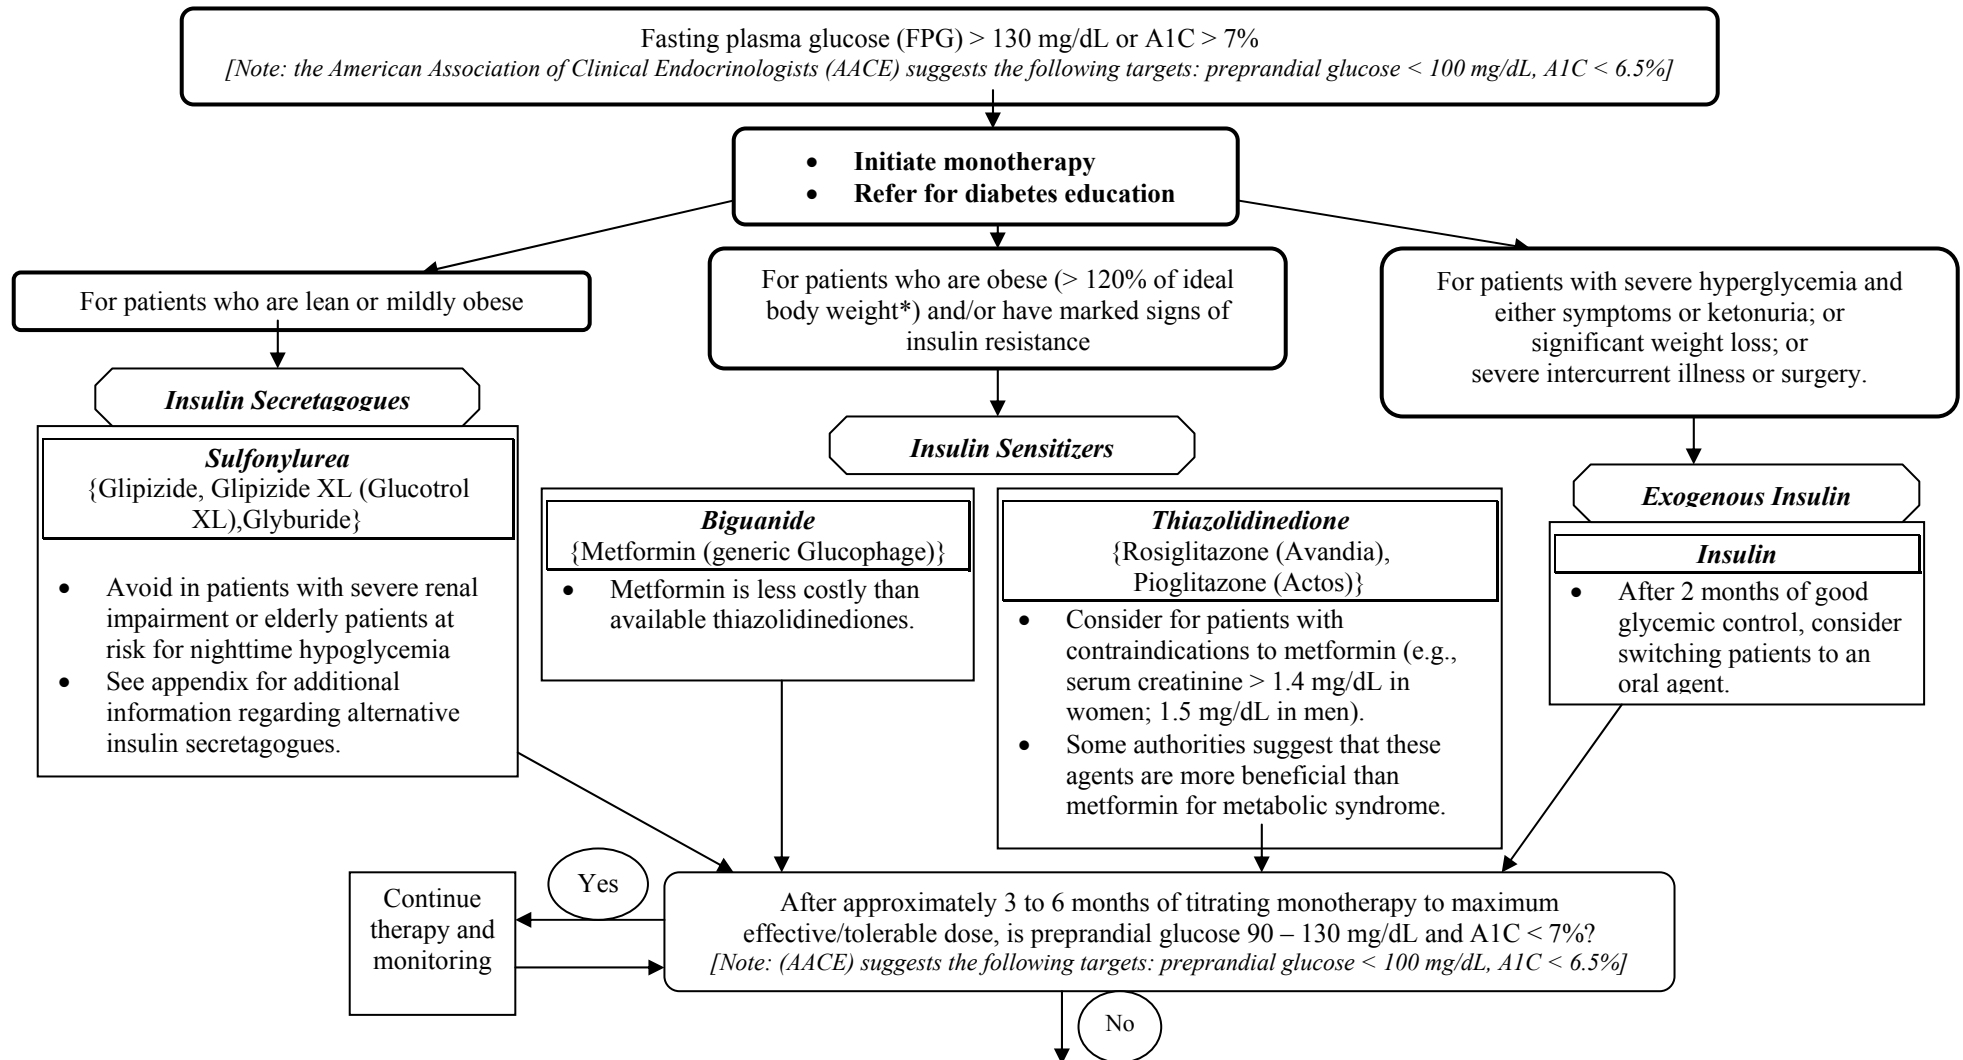 Fasting plasma glucose (FPG) > 130 mg/dL or A1C > 7%
[Note: the American Association of Clinical Endocrinologists (AACE) suggests the following targets: preprandial glucose < 100 mg/dL, A1C < 6.5%]
• Initiate monotherapy
• Refer for diabetes education
For patients who are lean or mildly obese
Insulin Secretagogues
Sulfonylurea
{Glipizide, Glipizide XL (Glucotrol
XL),Glyburide}
• Avoid in patients with severe renal
impairment or elderly patients at
risk for nighttime hypoglycemia
• See appendix for additional
information regarding alternative
insulin secretagogues.
For patients who are obese (> 120% of ideal
body weight*) and/or have marked signs of
insulin resistance
Insulin Sensitizers
Biguanide
{Metformin (generic Glucophage)}
• Metformin is less costly than
available thiazolidinediones.
Thiazolidinedione
{Rosiglitazone (Avandia),
Pioglitazone (Actos)}
• Consider for patients with
contraindications to metformin (e.g.,
serum creatinine > 1.4 mg/dL in
women; 1.5 mg/dL in men).
• Some authorities suggest that these
agents are more beneficial than
metformin for metabolic syndrome.
For patients with severe hyperglycemia and
either symptoms or ketonuria; or
significant weight loss; or
severe intercurrent illness or surgery.
Exogenous Insulin
Insulin
• After 2 months of good
glycemic control, consider
switching patients to an
oral agent.
Yes
Continue
therapy and
monitoring
After approximately 3 to 6 months of titrating monotherapy to maximum
effective/tolerable dose, is preprandial glucose 90 – 130 mg/dL and A1C < 7%?
[Note: (AACE) suggests the following targets: preprandial glucose < 100 mg/dL, A1C < 6.5%]
No